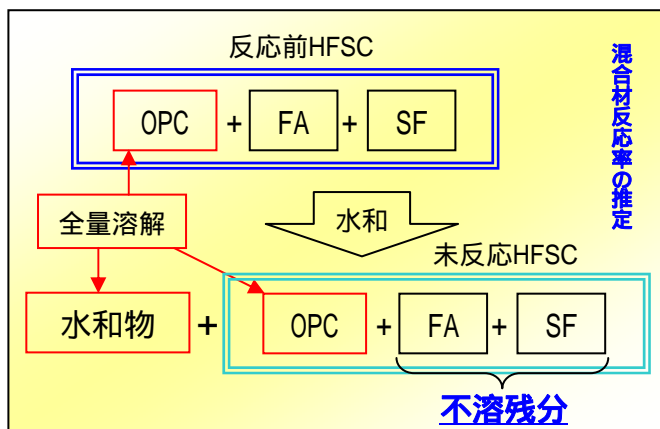 反応前HFSC
OPC + FA + SF
混合材反応率の推定
全量溶解
水和
未反応HFSC
水和物 + OPC + FA + SF
不溶残分